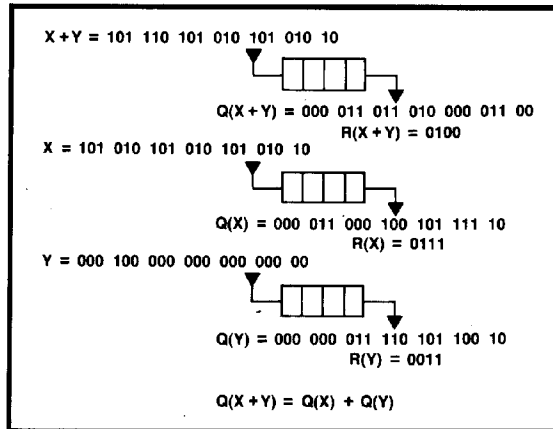 X + Y = 101 110 101 010 101 010 10
Q(X + Y) = 000 011 011 010 000 011 00
R(X + Y) = 0100
X = 101 010 101 010 101 010 10
Q(X) = 000 011 000 100 101 111 10
R(X) = 0111
Y = 000 100 000 000 000 000 00
Q(Y) = 000 000 011 110 101 100 10
R(Y) = 0011
Q(X + Y) = Q(X) + Q(Y)